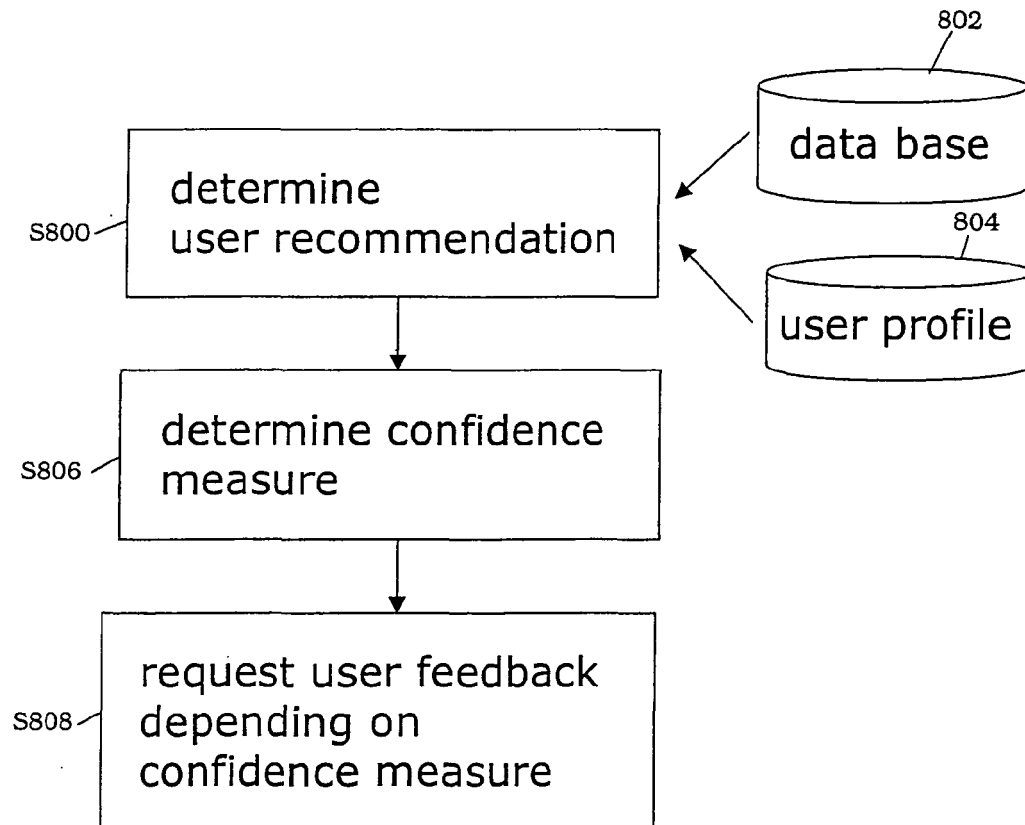 802
data base
determine
user recommendation
S800
804
user profile
determine confidence
measure
S806
request user feedback
depending on
confidence measure
S808